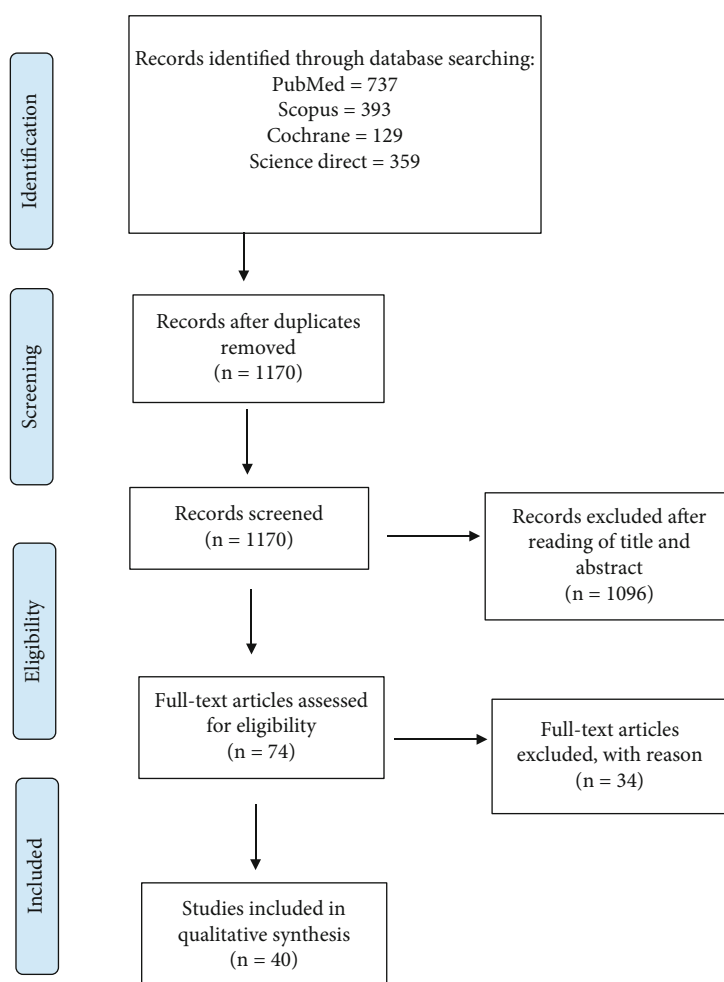 Identification
Records identified through database searching:
PubMed = 737
Scopus = 393
Cochrane = 129
Science direct = 359
Screening
Records after duplicates
removed
(n = 1170)
Records screened
(n = 1170)
Records excluded after
reading of title and
abstract
(n = 1096)
Eligibility
Full-text articles assessed
for eligibility
(n = 74)
Full-text articles
excluded, with reason
(n = 34)
Included
Studies included in
qualitative synthesis
(n = 40)